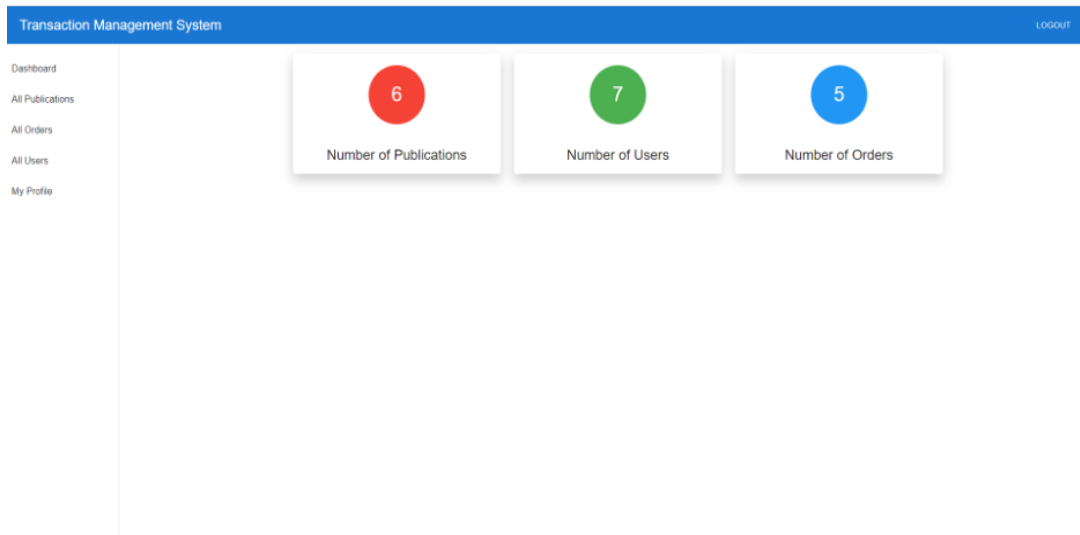 Transaction Management System
LOGOUT
Dashboard
All Publications
All Orders
All Users
My Profile
6
Number of Publications
7
Number of Users
5
Number of Orders